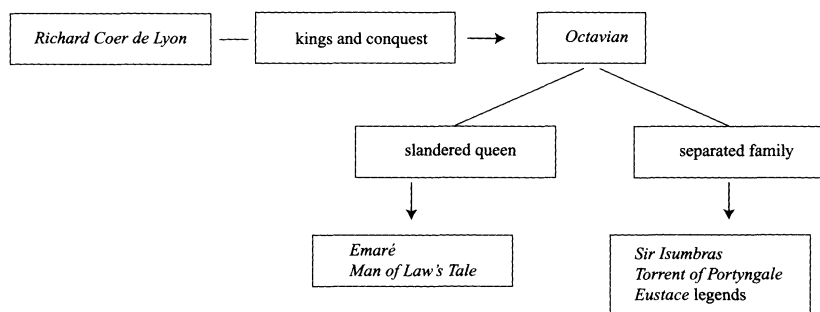 Richard Coer de Lyon
kings and conquest
Octavian
slandered queen
separated family
Emaré
Man of Law's Tale
Sir Isumbras
Torrent of Portyngale
Eustace legends